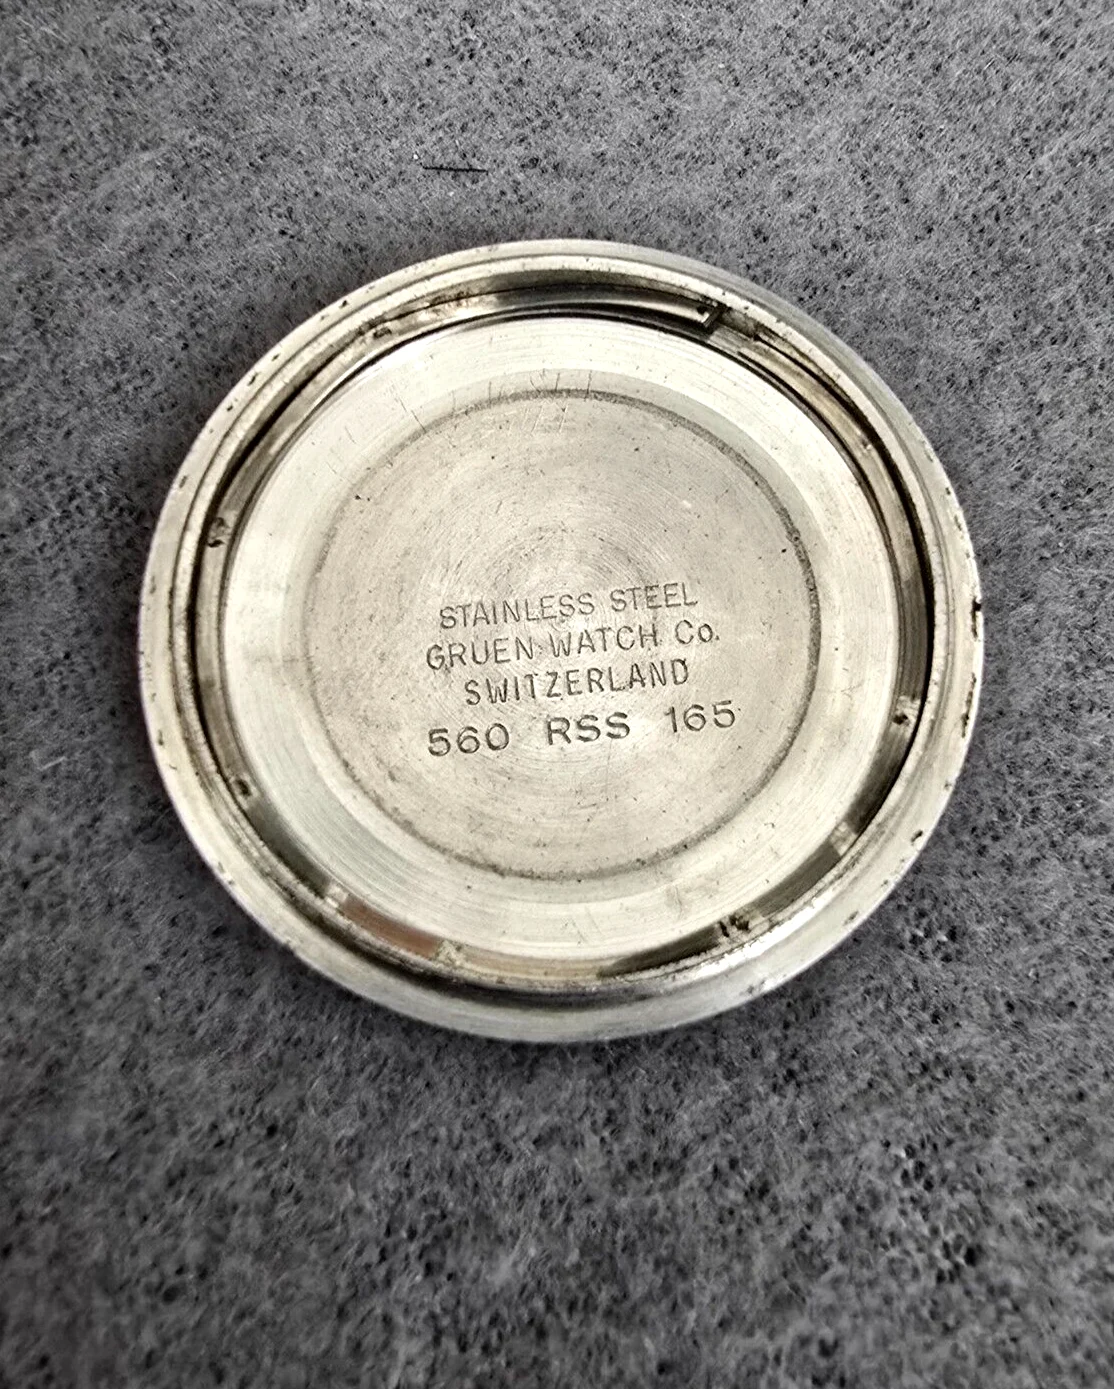 STAINLESS STEEL
GRUEN WATCH Co.
SWITZERLAND
560 RSS 165